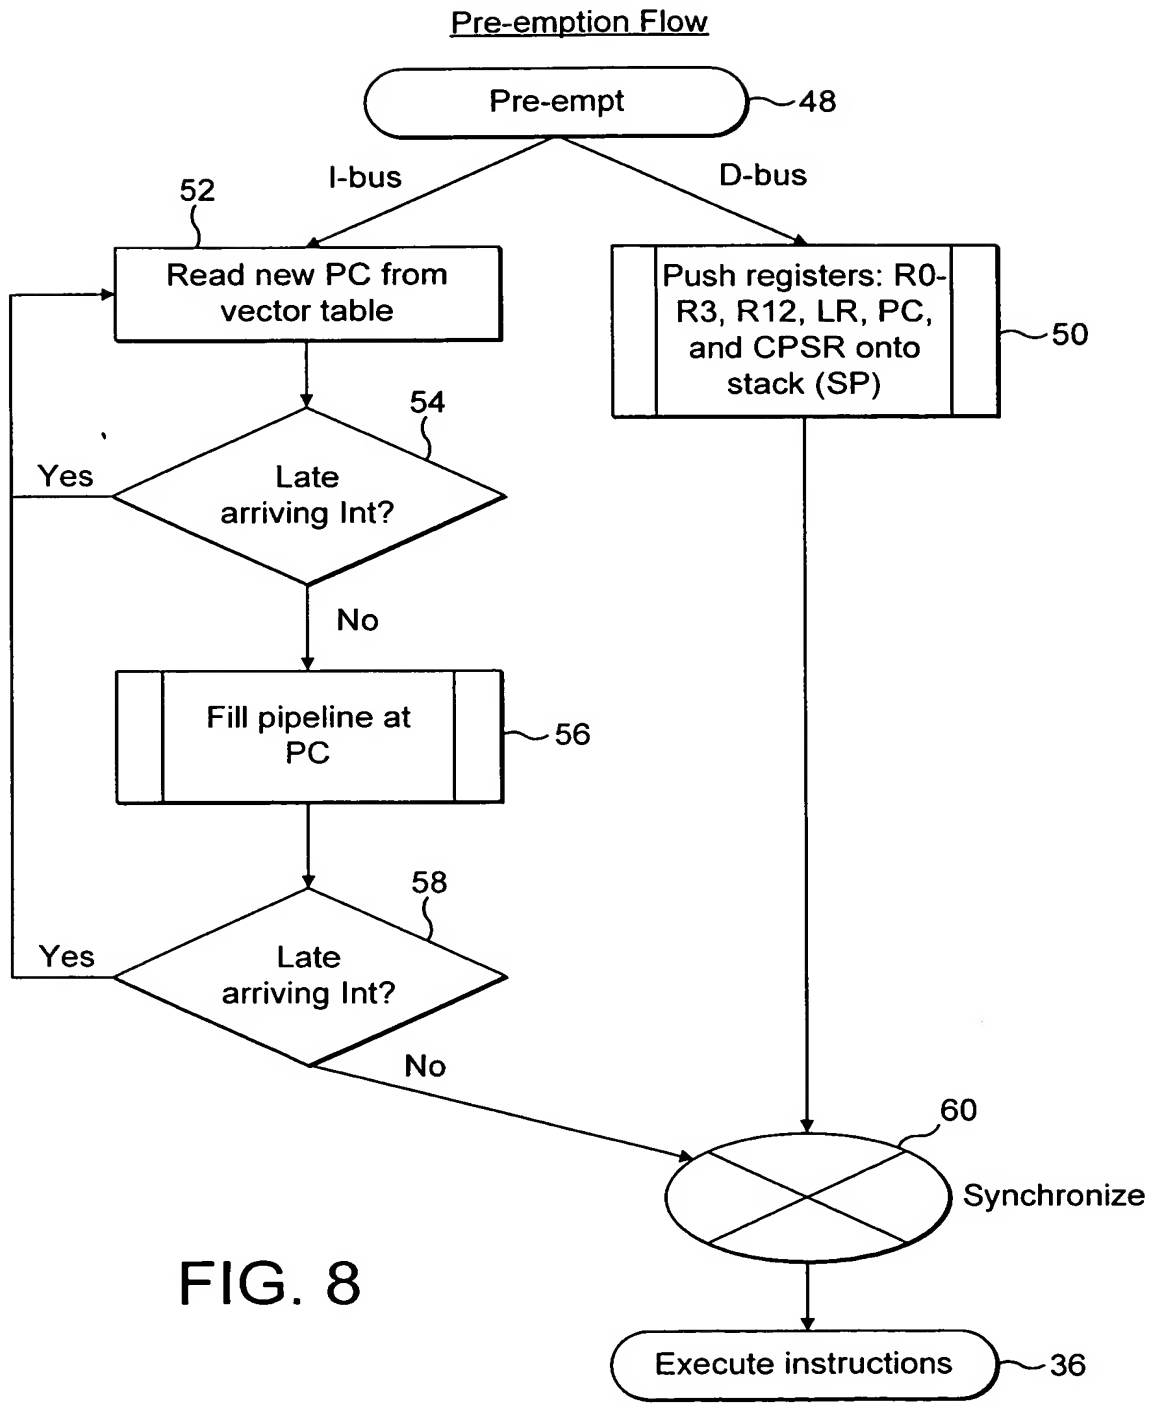 Pre-emption Flow
Pre-empt
48
I-bus
D-bus
52
Read new PC from
vector table
Push registers: R0-
R3, R12, LR, PC,
and CPSR onto
stack (SP)
50
54
Late
arriving Int?
Yes
No
Fill pipeline at
PC
56
58
Late
arriving Int?
Yes
No
60
Synchronize
FIG. 8
Execute instructions
36